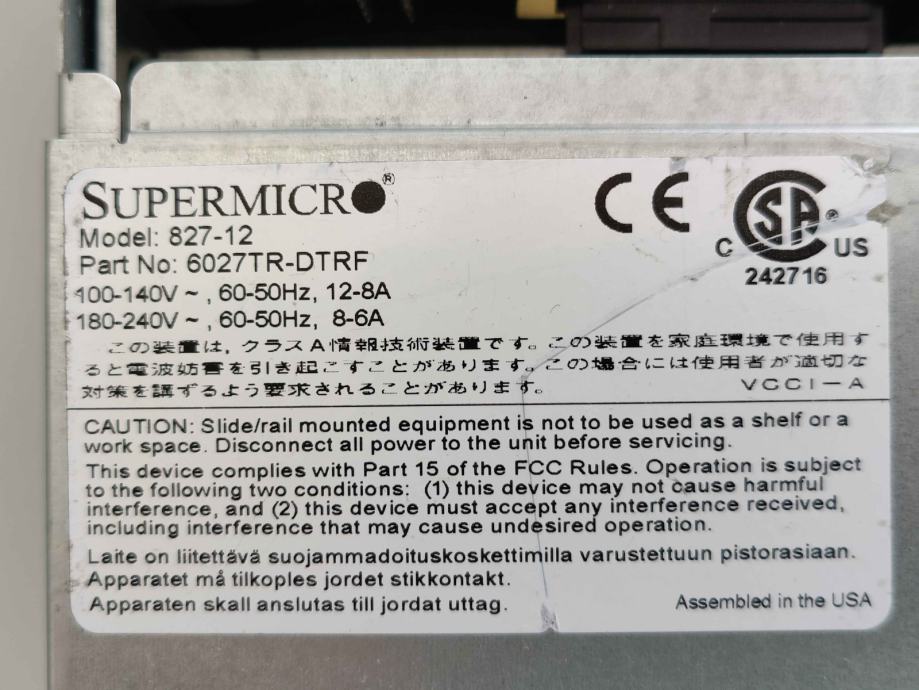 SUPERMICRO®
CE
C SA® US
242716
Model: 827-12
Part No: 6027TR-DTRF
100-140V ~ , 60-50Hz, 12-8A
180-240V ~ , 60-50Hz, 8-6A
この装置は，クラスA情報技術装置です。この装置を家庭環境で使用す
ると電波妨害を引き起こすことがあります。この場合には使用者が適切な
対策を講ずるよう要求されることがあります。 VCCI－A
CAUTION: Slide/rail mounted equipment is not to be used as a shelf or a
work space. Disconnect all power to the unit before servicing.
This device complies with Part 15 of the FCC Rules. Operation is subject
to the following two conditions: (1) this device may not cause harmful
interference, and (2) this device must accept any interference received,
including interference that may cause undesired operation.
Laite on liitettävä suojammadoituskoskettimilla varustettuun pistorasiaan.
Apparatet må tilkoples jordet stikkontakt.
Apparaten skall anslutas till jordat uttag.
Assembled in the USA